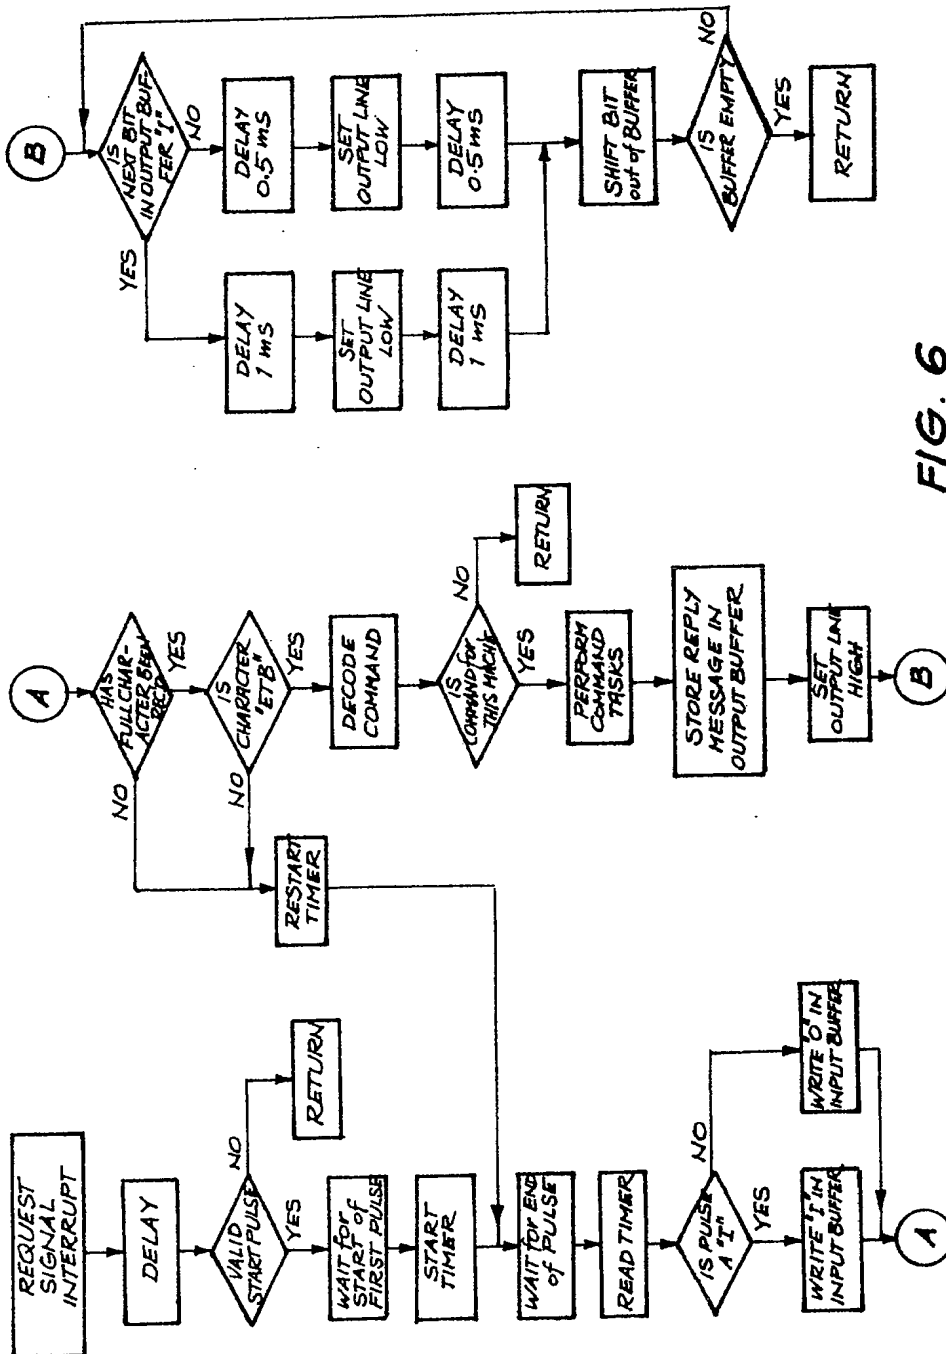 REQUEST
SIGNAL
INTERRUPT
DELAY
VALID
START PULSE
NO
RETURN
YES
WAIT for
START of
FIRST PULSE
START
TIMER
WAIT for END
of PULSE
READ TIMER
IS PULSE
A "1"
NO
YES
WRITE "1" IN
INPUT BUFFER
WRITE "0" IN
INPUT BUFFER
A
A
HAS
FULL CHAR-
ACTER BEEN
REC'D
NO
YES
IS
CHARACTER
"ETB"
NO
YES
RESTART
TIMER
DECODE
COMMAND
IS
COMMAND for
THIS MACH'E
NO
RETURN
YES
PERFORM
COMMAND
TASKS
STORE REPLY
MESSAGE IN
OUTPUT BUFFER
SET
OUTPUT LINE
HIGH
B
B
IS
NEXT BIT
IN OUTPUT BUF-
FER "1"
YES
NO
DELAY
1 mS
DELAY
0.5 mS
SET
OUTPUT LINE
LOW
SET
OUTPUT LINE
LOW
DELAY
1 mS
DELAY
0.5 mS
SHIFT BIT
out of BUFFER
IS
BUFFER EMPTY
NO
YES
RETURN
FIG. 6